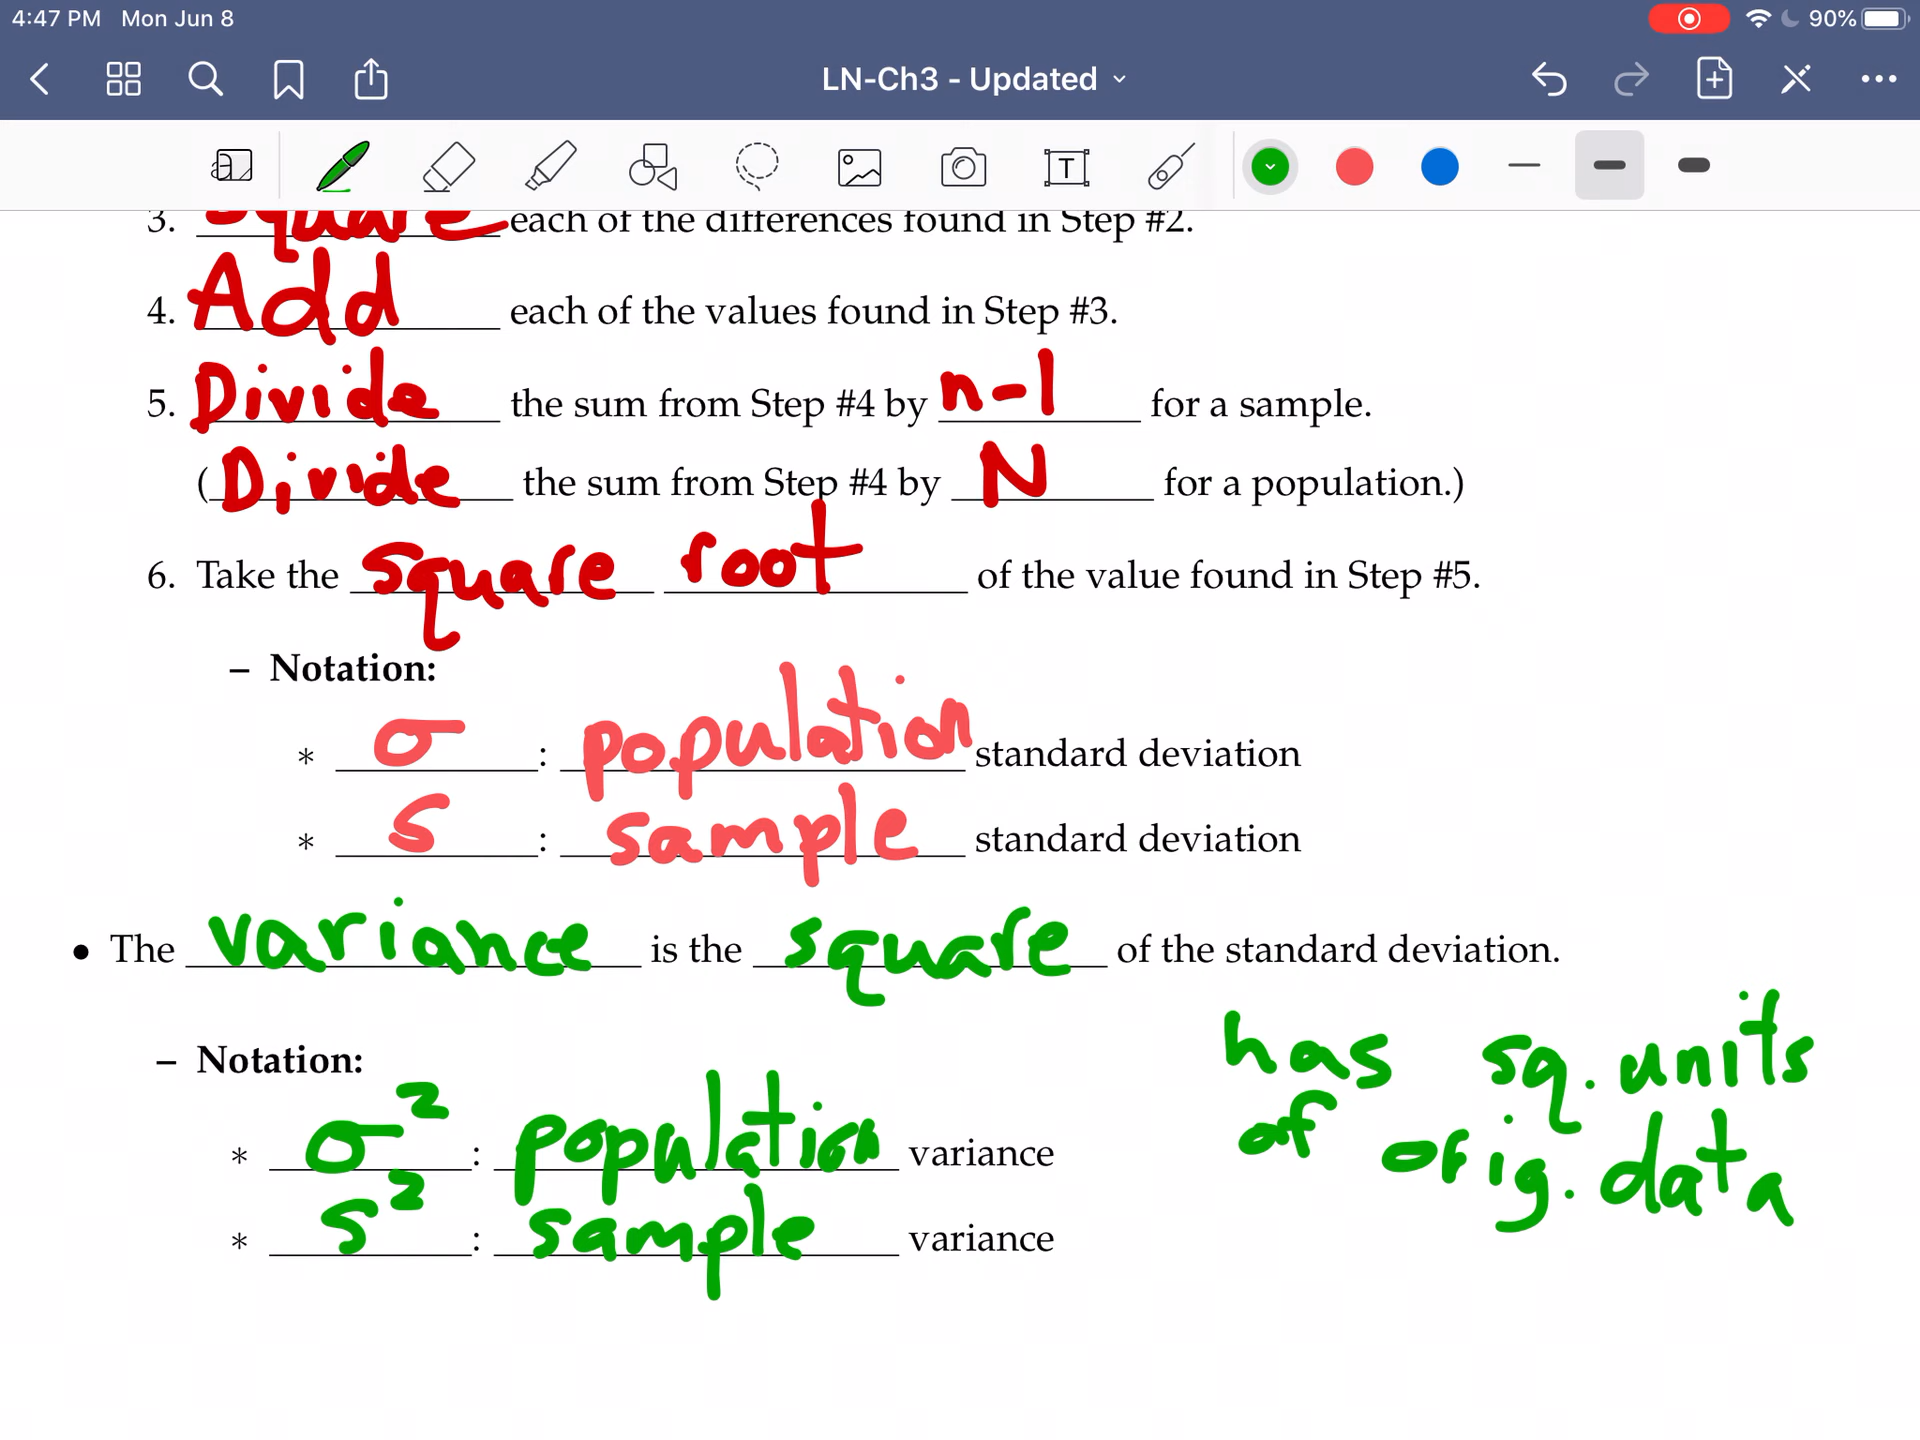 4:47 PM Mon Jun 8 90%
LN-Ch3 - Updated
3. square each of the differences found in Step #2.
4. Add each of the values found in Step #3.
5. Divide the sum from Step #4 by n-1 for a sample.
(Divide the sum from Step #4 by N for a population.)
6. Take the square root of the value found in Step #5.
– Notation:
* σ : population standard deviation
* s : sample standard deviation
• The variance is the square of the standard deviation.
has sq. units
of orig. data
– Notation:
* σ² : population variance
* s² : sample variance